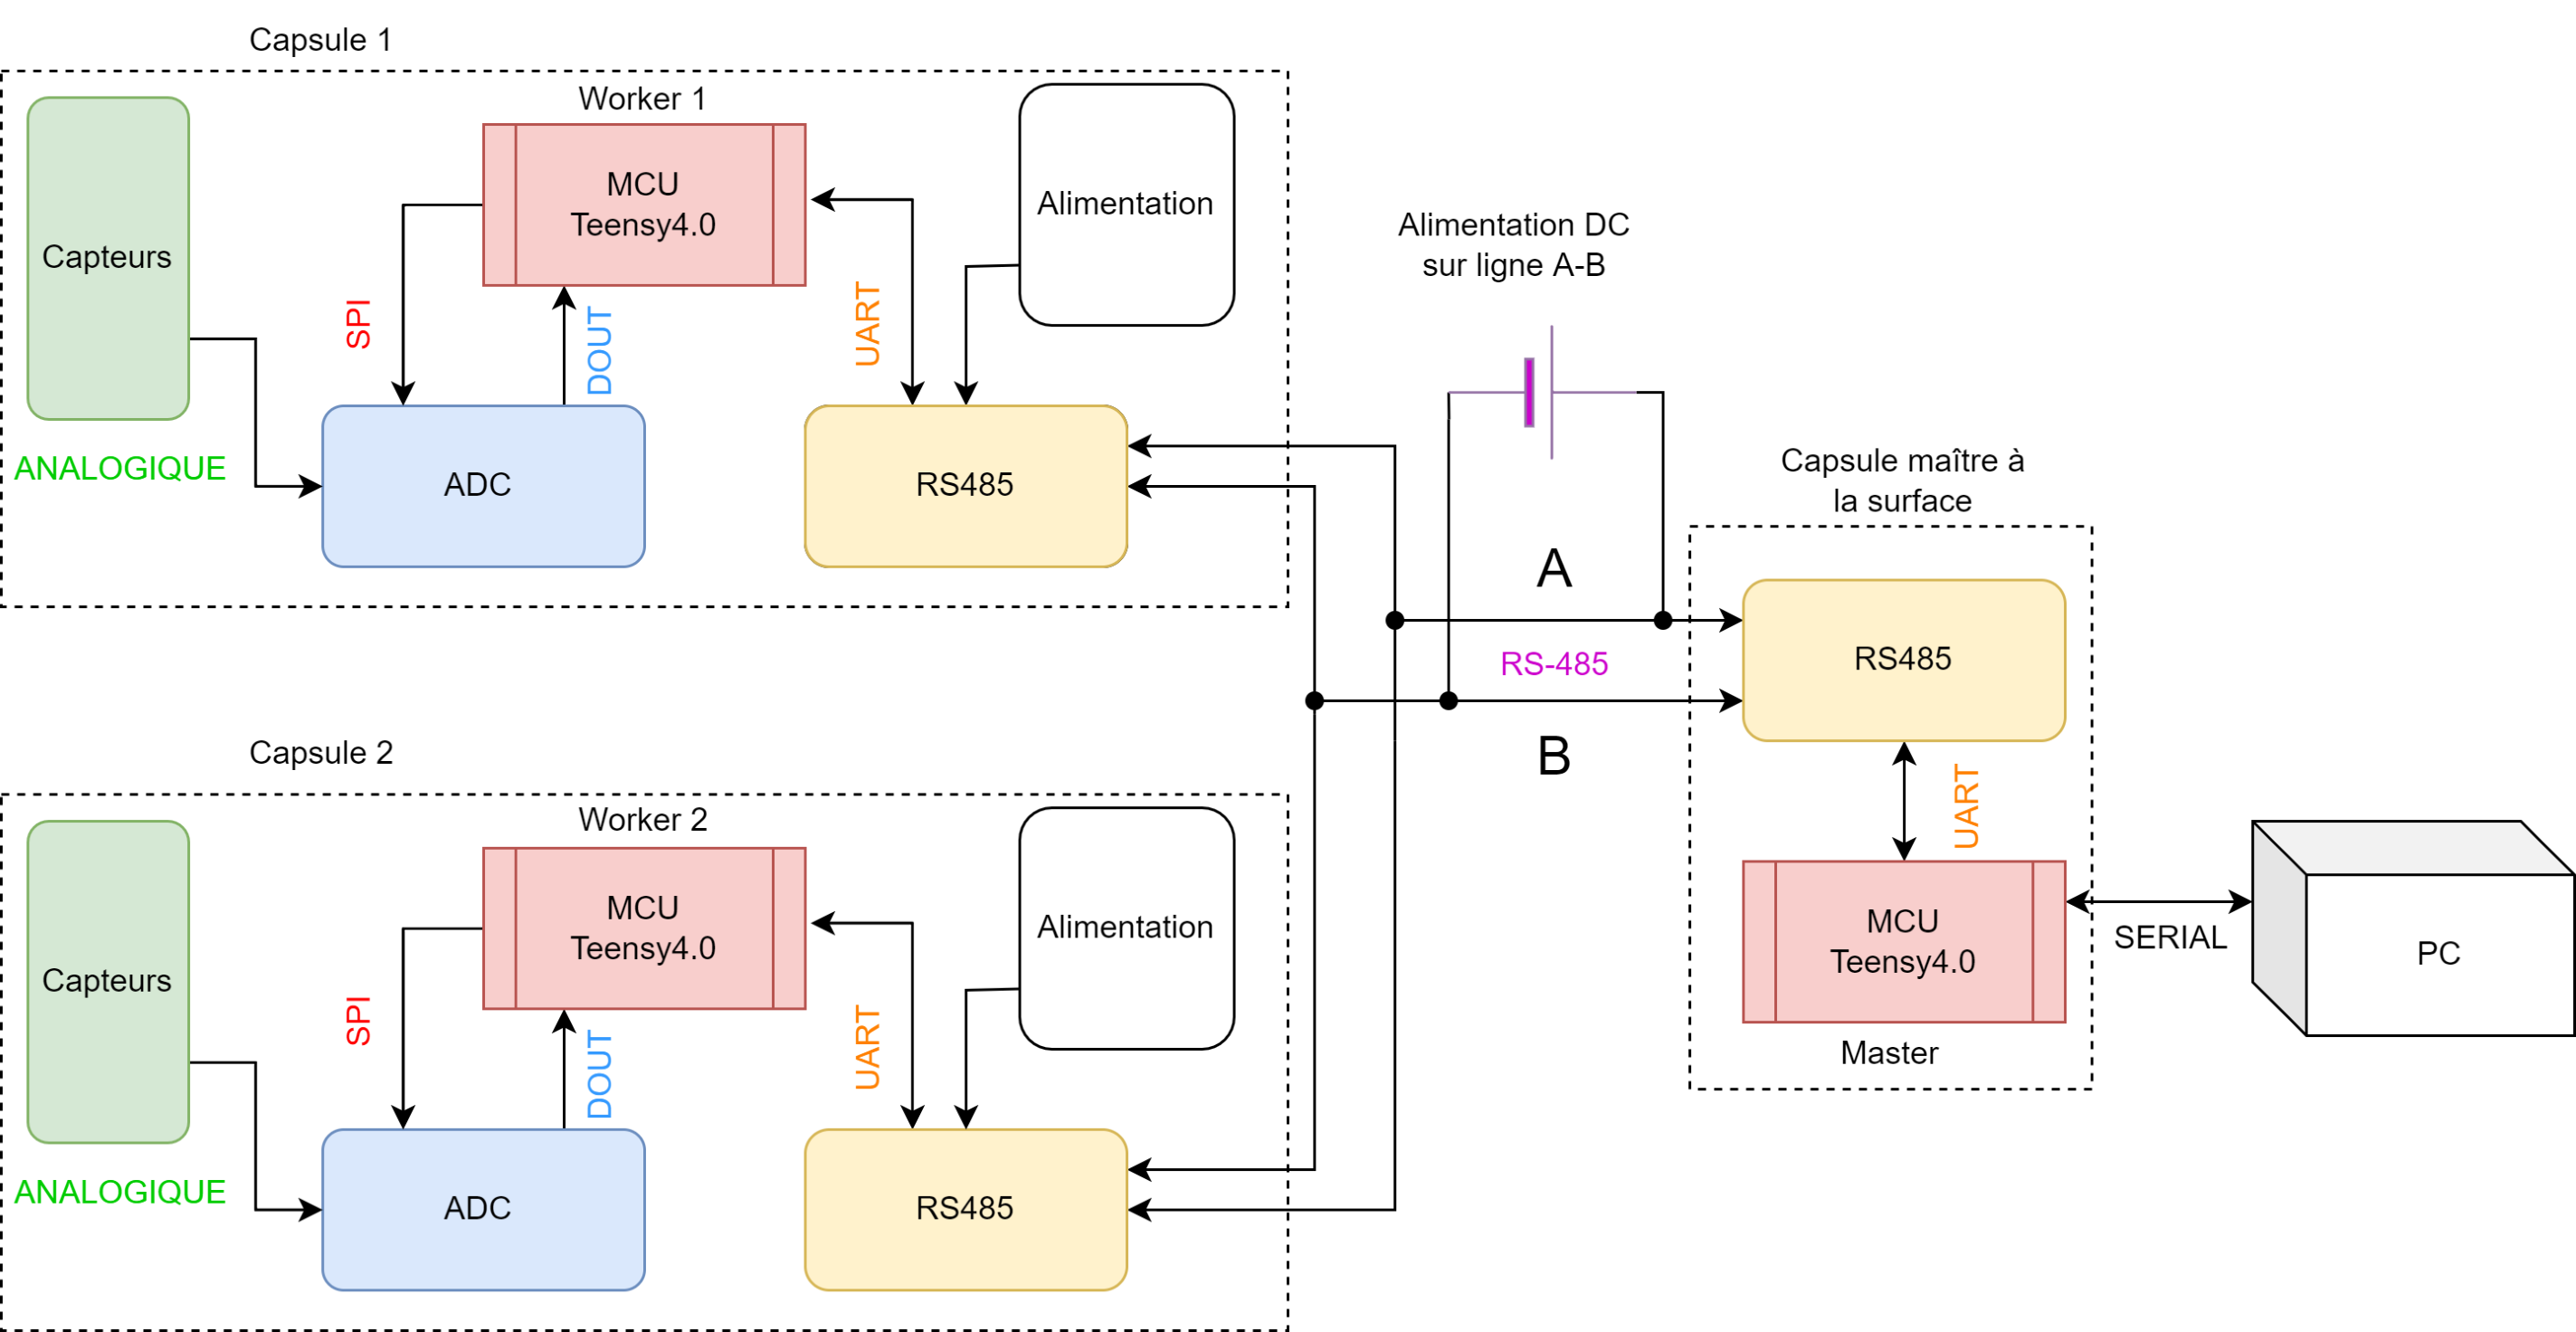 Capsule 1
Worker 1
Capteurs
MCU
Teensy4.0
Alimentation
SPI
DOUT
UART
ANALOGIQUE
ADC
RS485
Alimentation DC
sur ligne A-B
A
RS-485
B
Capsule maître à
la surface
RS485
UART
MCU
Teensy4.0
Master
SERIAL
PC
Capsule 2
Worker 2
Capteurs
MCU
Teensy4.0
Alimentation
SPI
DOUT
UART
ANALOGIQUE
ADC
RS485